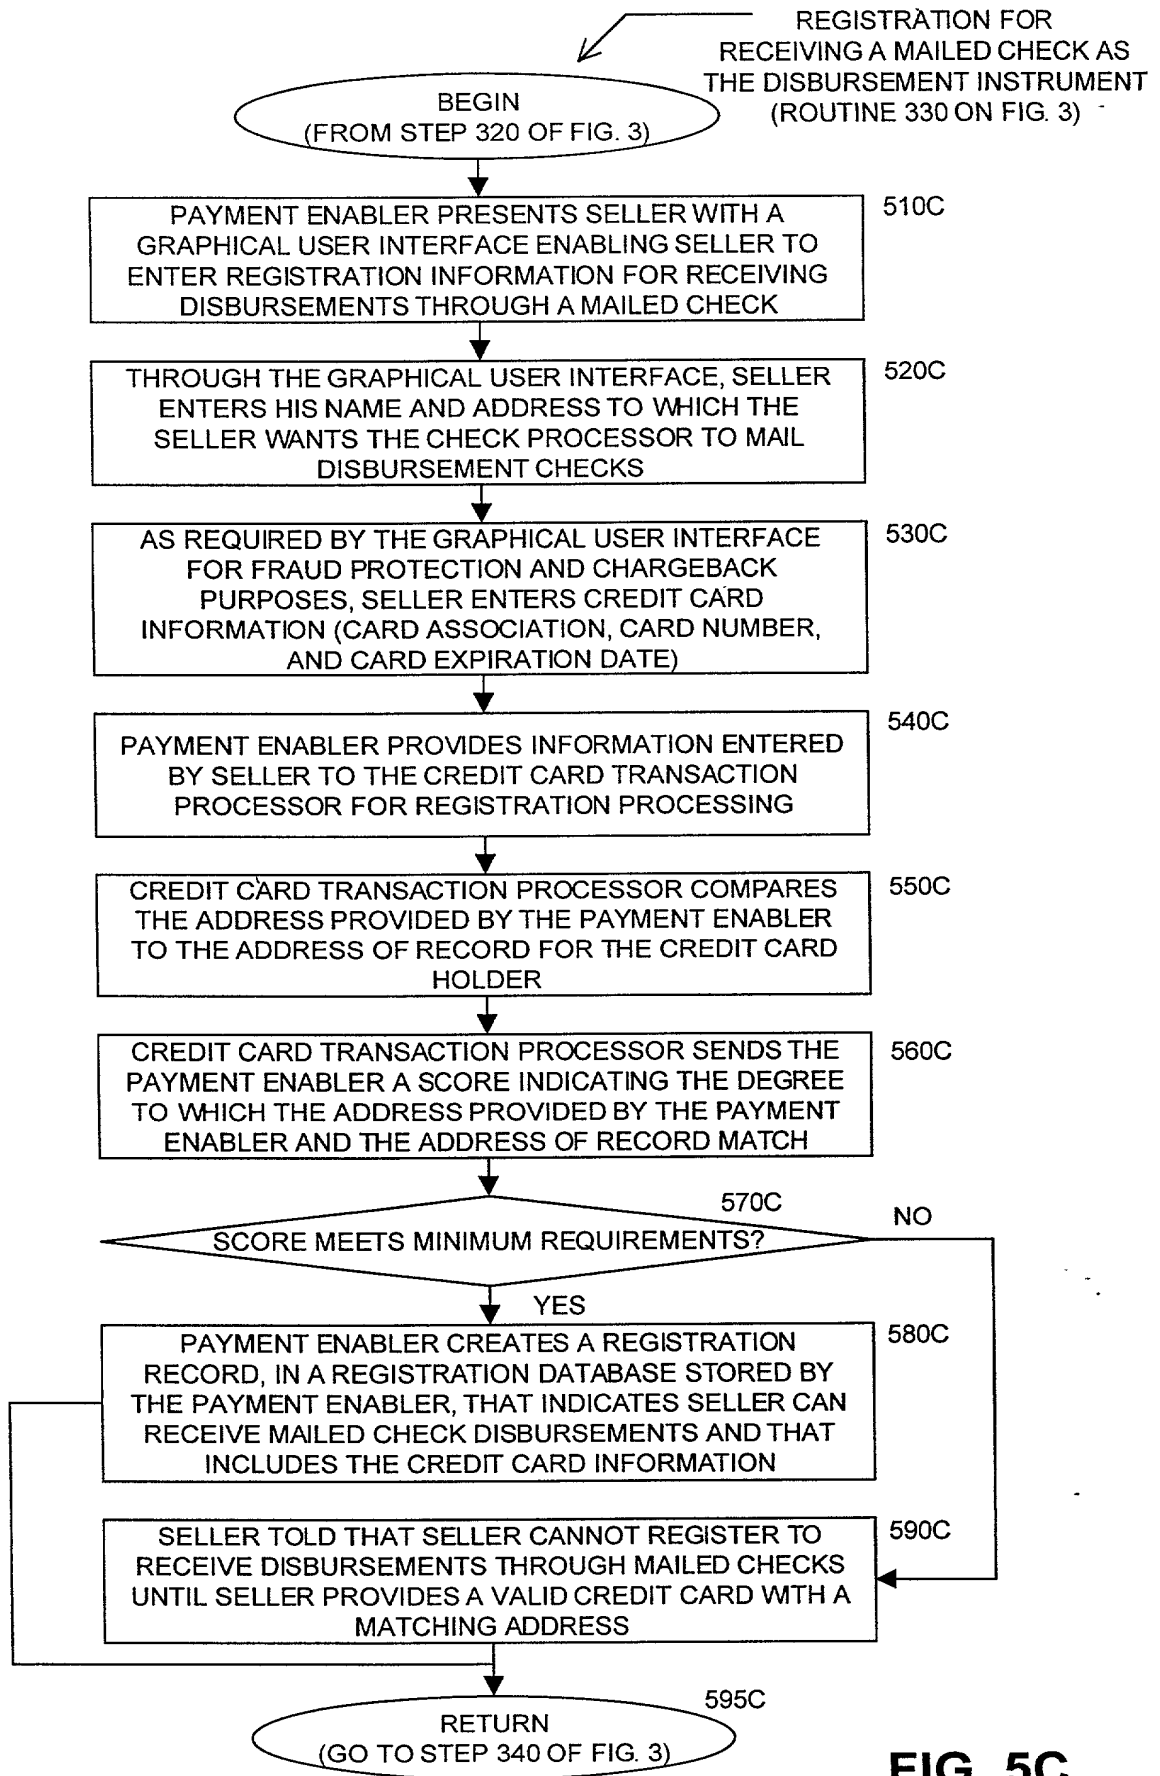 REGISTRATION FOR
RECEIVING A MAILED CHECK AS
THE DISBURSEMENT INSTRUMENT
(ROUTINE 330 ON FIG. 3)
BEGIN
(FROM STEP 320 OF FIG. 3)
510C
PAYMENT ENABLER PRESENTS SELLER WITH A
GRAPHICAL USER INTERFACE ENABLING SELLER TO
ENTER REGISTRATION INFORMATION FOR RECEIVING
DISBURSEMENTS THROUGH A MAILED CHECK
520C
THROUGH THE GRAPHICAL USER INTERFACE, SELLER
ENTERS HIS NAME AND ADDRESS TO WHICH THE
SELLER WANTS THE CHECK PROCESSOR TO MAIL
DISBURSEMENT CHECKS
530C
AS REQUIRED BY THE GRAPHICAL USER INTERFACE
FOR FRAUD PROTECTION AND CHARGEBACK
PURPOSES, SELLER ENTERS CREDIT CARD
INFORMATION (CARD ASSOCIATION, CARD NUMBER,
AND CARD EXPIRATION DATE)
540C
PAYMENT ENABLER PROVIDES INFORMATION ENTERED
BY SELLER TO THE CREDIT CARD TRANSACTION
PROCESSOR FOR REGISTRATION PROCESSING
550C
CREDIT CARD TRANSACTION PROCESSOR COMPARES
THE ADDRESS PROVIDED BY THE PAYMENT ENABLER
TO THE ADDRESS OF RECORD FOR THE CREDIT CARD
HOLDER
560C
CREDIT CARD TRANSACTION PROCESSOR SENDS THE
PAYMENT ENABLER A SCORE INDICATING THE DEGREE
TO WHICH THE ADDRESS PROVIDED BY THE PAYMENT
ENABLER AND THE ADDRESS OF RECORD MATCH
570C
NO
SCORE MEETS MINIMUM REQUIREMENTS?
YES
580C
PAYMENT ENABLER CREATES A REGISTRATION
RECORD, IN A REGISTRATION DATABASE STORED BY
THE PAYMENT ENABLER, THAT INDICATES SELLER CAN
RECEIVE MAILED CHECK DISBURSEMENTS AND THAT
INCLUDES THE CREDIT CARD INFORMATION
590C
SELLER TOLD THAT SELLER CANNOT REGISTER TO
RECEIVE DISBURSEMENTS THROUGH MAILED CHECKS
UNTIL SELLER PROVIDES A VALID CREDIT CARD WITH A
MATCHING ADDRESS
595C
RETURN
(GO TO STEP 340 OF FIG. 3)
FIG. 5C